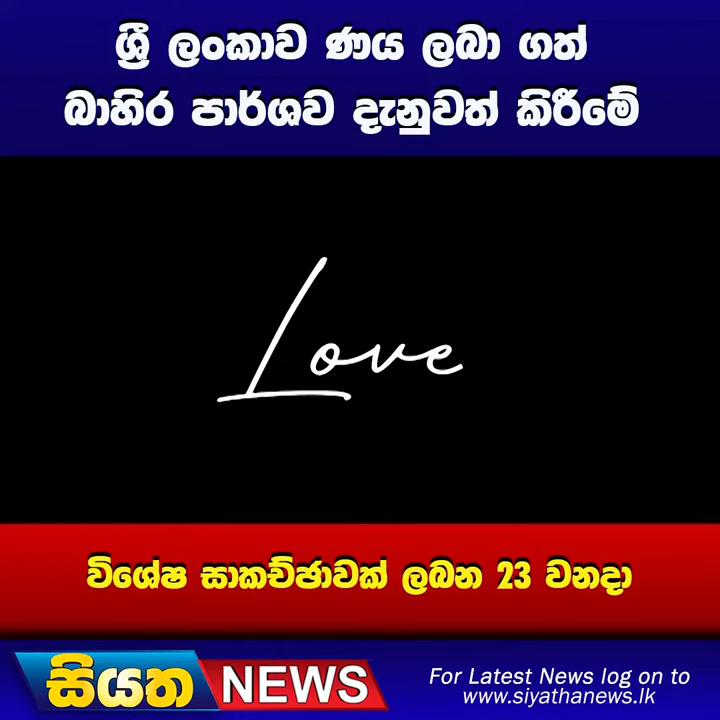 ශ්‍රී ලංකාව ණය ලබා ගත්
බාහිර පාර්ශව දැනුවත් කිරීමේ
Love
විශේෂ සාකච්ඡාවක් ලබන 23 වනදා
සියත NEWS
For Latest News log on to
www.siyathanews.lk